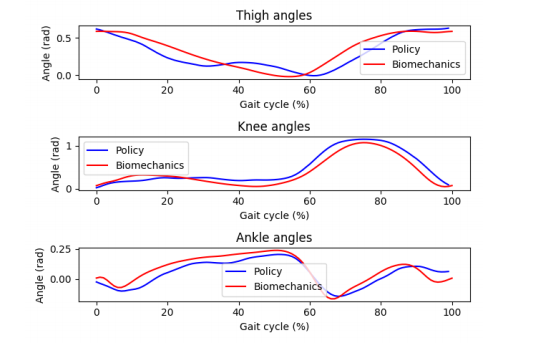 Thigh angles
Angle (rad)
0.5
0.0
Policy
Biomechanics
0 20 40 60 80 100
Gait cycle (%)
Knee angles
Angle (rad)
1
0
Policy
Biomechanics
0 20 40 60 80 100
Gait cycle (%)
Ankle angles
Angle (rad)
0.25
0.00
Policy
Biomechanics
0 20 40 60 80 100
Gait cycle (%)